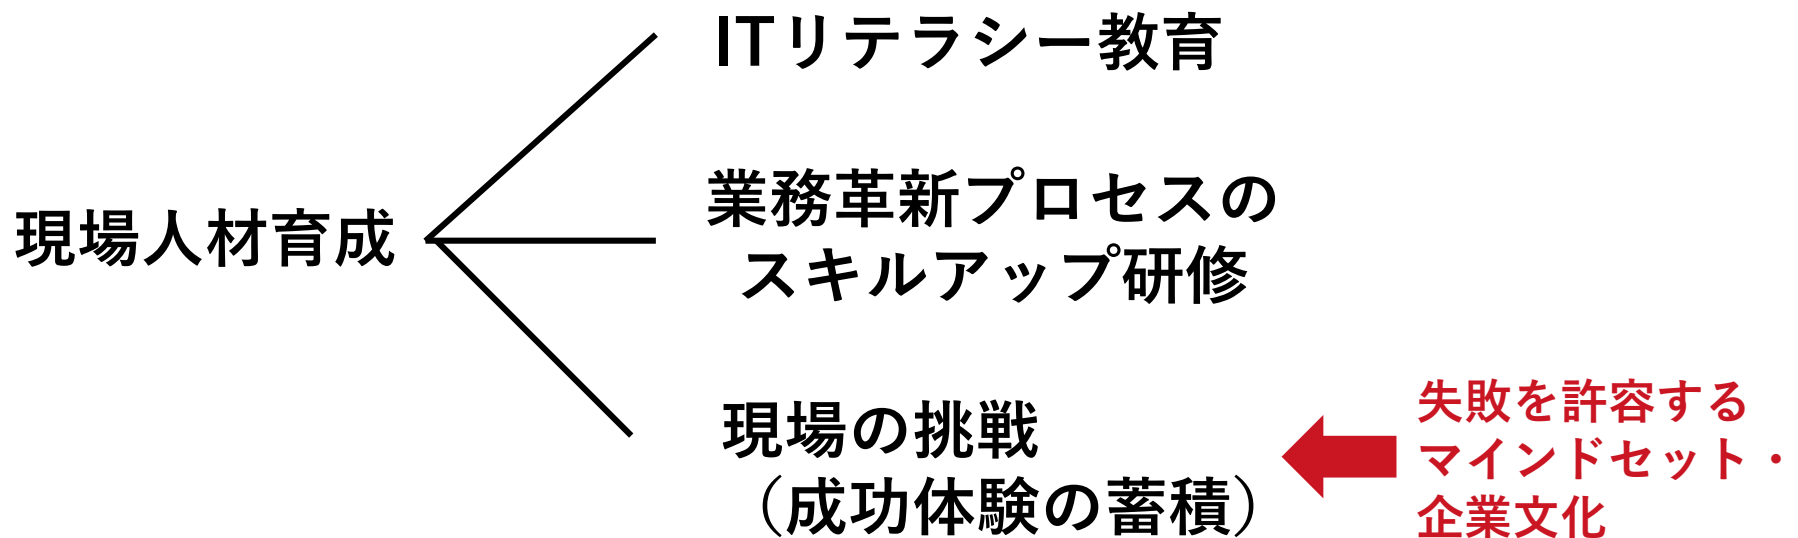 現場人材育成
ITリテラシー教育
業務革新プロセスの
スキルアップ研修
現場の挑戦
（成功体験の蓄積）
失敗を許容する
マインドセット・
企業文化